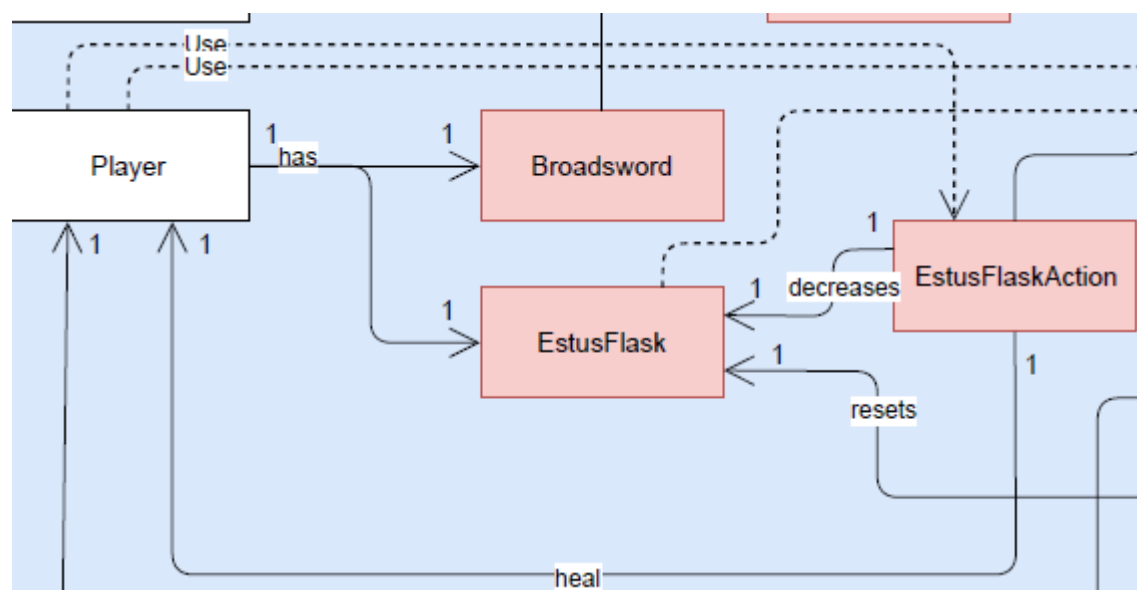 Use
Use
1
has
1
Player
Broadsword
1
1
1
EstusFlaskAction
1
decreases
1
1
EstusFlask
1
1
resets
heal